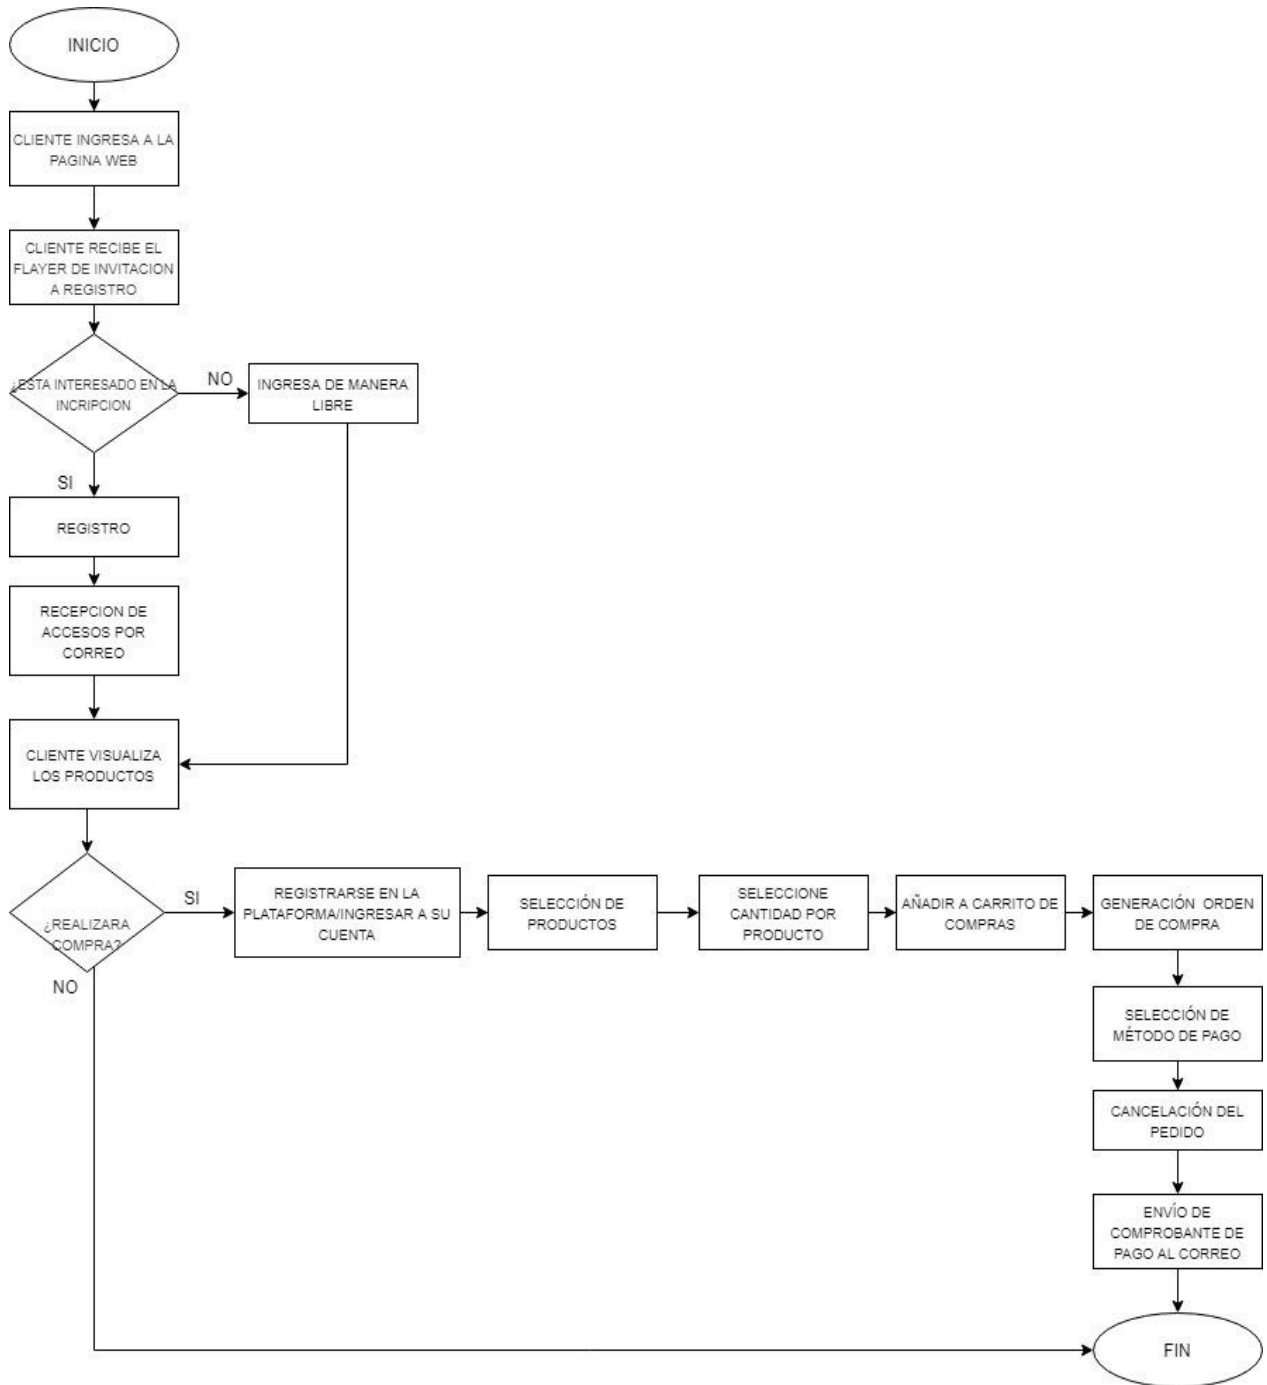 INICIO
CLIENTE INGRESA A LA
PAGINA WEB
CLIENTE RECIBE EL
FLAYER DE INVITACION
A REGISTRO
¿ESTA INTERESADO EN LA
INCRIPCION
NO
INGRESA DE MANERA
LIBRE
SI
REGISTRO
RECEPCION DE
ACCESOS POR
CORREO
CLIENTE VISUALIZA
LOS PRODUCTOS
¿REALIZARA
COMPRA?
SI
NO
REGISTRARSE EN LA
PLATAFORMA/INGRESAR A SU
CUENTA
SELECCIÓN DE
PRODUCTOS
SELECCIONE
CANTIDAD POR
PRODUCTO
AÑADIR A CARRITO DE
COMPRAS
GENERACIÓN ORDEN
DE COMPRA
SELECCIÓN DE
MÉTODO DE PAGO
CANCELACIÓN DEL
PEDIDO
ENVÍO DE
COMPROBANTE DE
PAGO AL CORREO
FIN